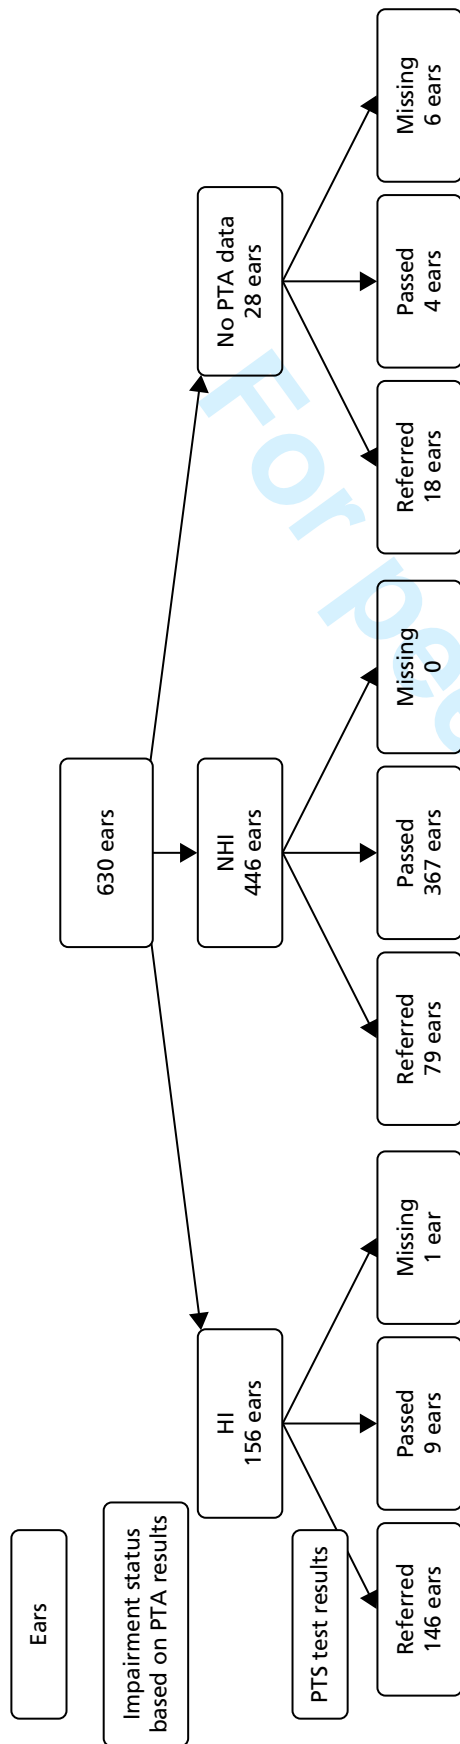 Ears
630 ears
Impairment status
based on PTA results
HI
156 ears
NHI
446 ears
No PTA data
28 ears
PTS test results
Referred
146 ears
Passed
9 ears
Missing
1 ear
Referred
79 ears
Passed
367 ears
Missing
0
Referred
18 ears
Passed
4 ears
Missing
6 ears
For pee